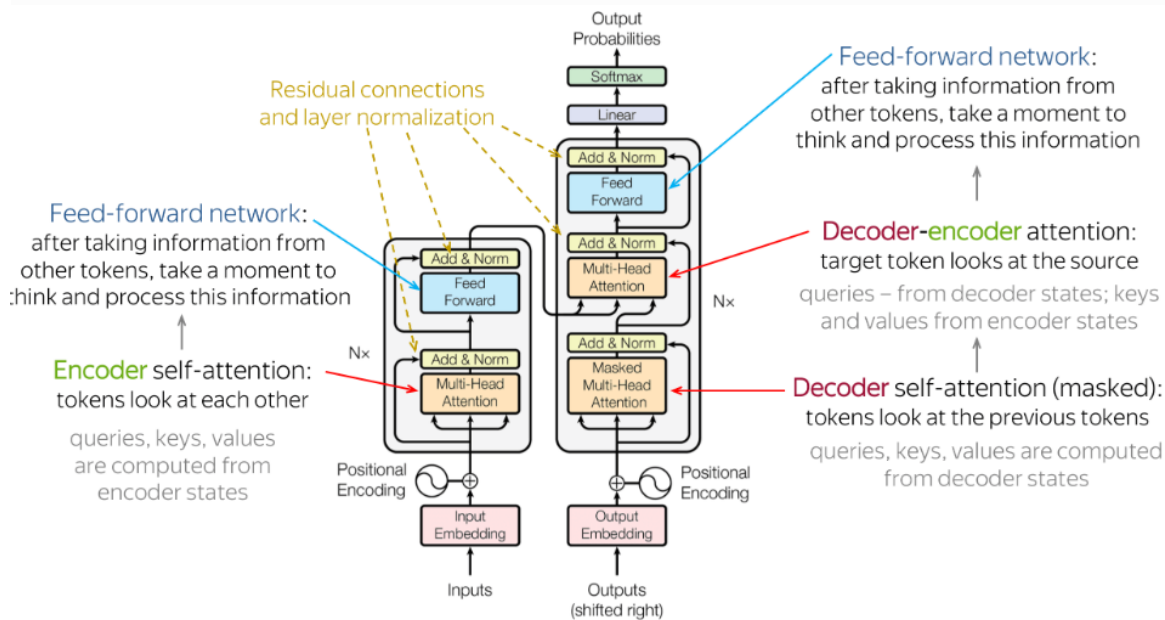 Output
Probabilities
Softmax
Linear
Add & Norm
Feed
Forward
Add & Norm
Multi-Head
Attention
Nx
Add & Norm
Masked
Multi-Head
Attention
Positional
Encoding
Output
Embedding
Outputs
(shifted right)
Residual connections
and layer normalization
Feed-forward network:
after taking information from
other tokens, take a moment to
think and process this information
Add & Norm
Feed
Forward
Nx
Add & Norm
Multi-Head
Attention
Encoder self-attention:
tokens look at each other
queries, keys, values
are computed from
encoder states
Positional
Encoding
Input
Embedding
Inputs
Feed-forward network:
after taking information from
other tokens, take a moment to
think and process this information
Decoder-encoder attention:
target token looks at the source
queries – from decoder states; keys
and values from encoder states
Decoder self-attention (masked):
tokens look at the previous tokens
queries, keys, values are computed
from decoder states